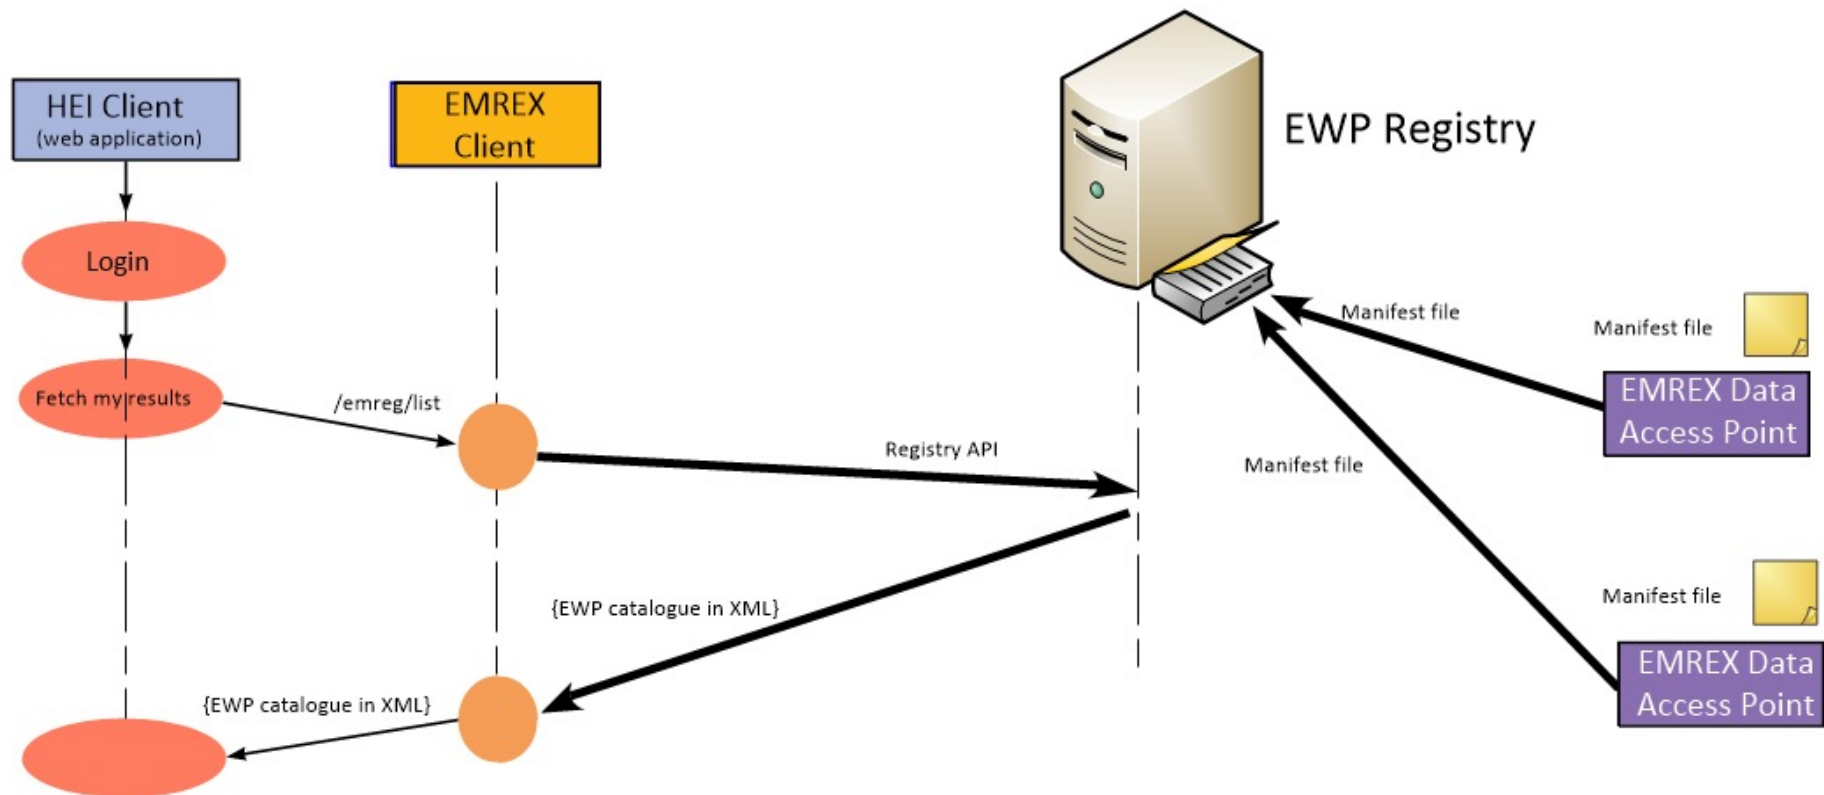 HEI Client
(web application)
EMREX
Client
EWP Registry
Login
Manifest file
Manifest file
EMREX Data
Access Point
Fetch my results
/emreg/list
Registry API
Manifest file
{EWP catalogue in XML}
Manifest file
EMREX Data
Access Point
{EWP catalogue in XML}